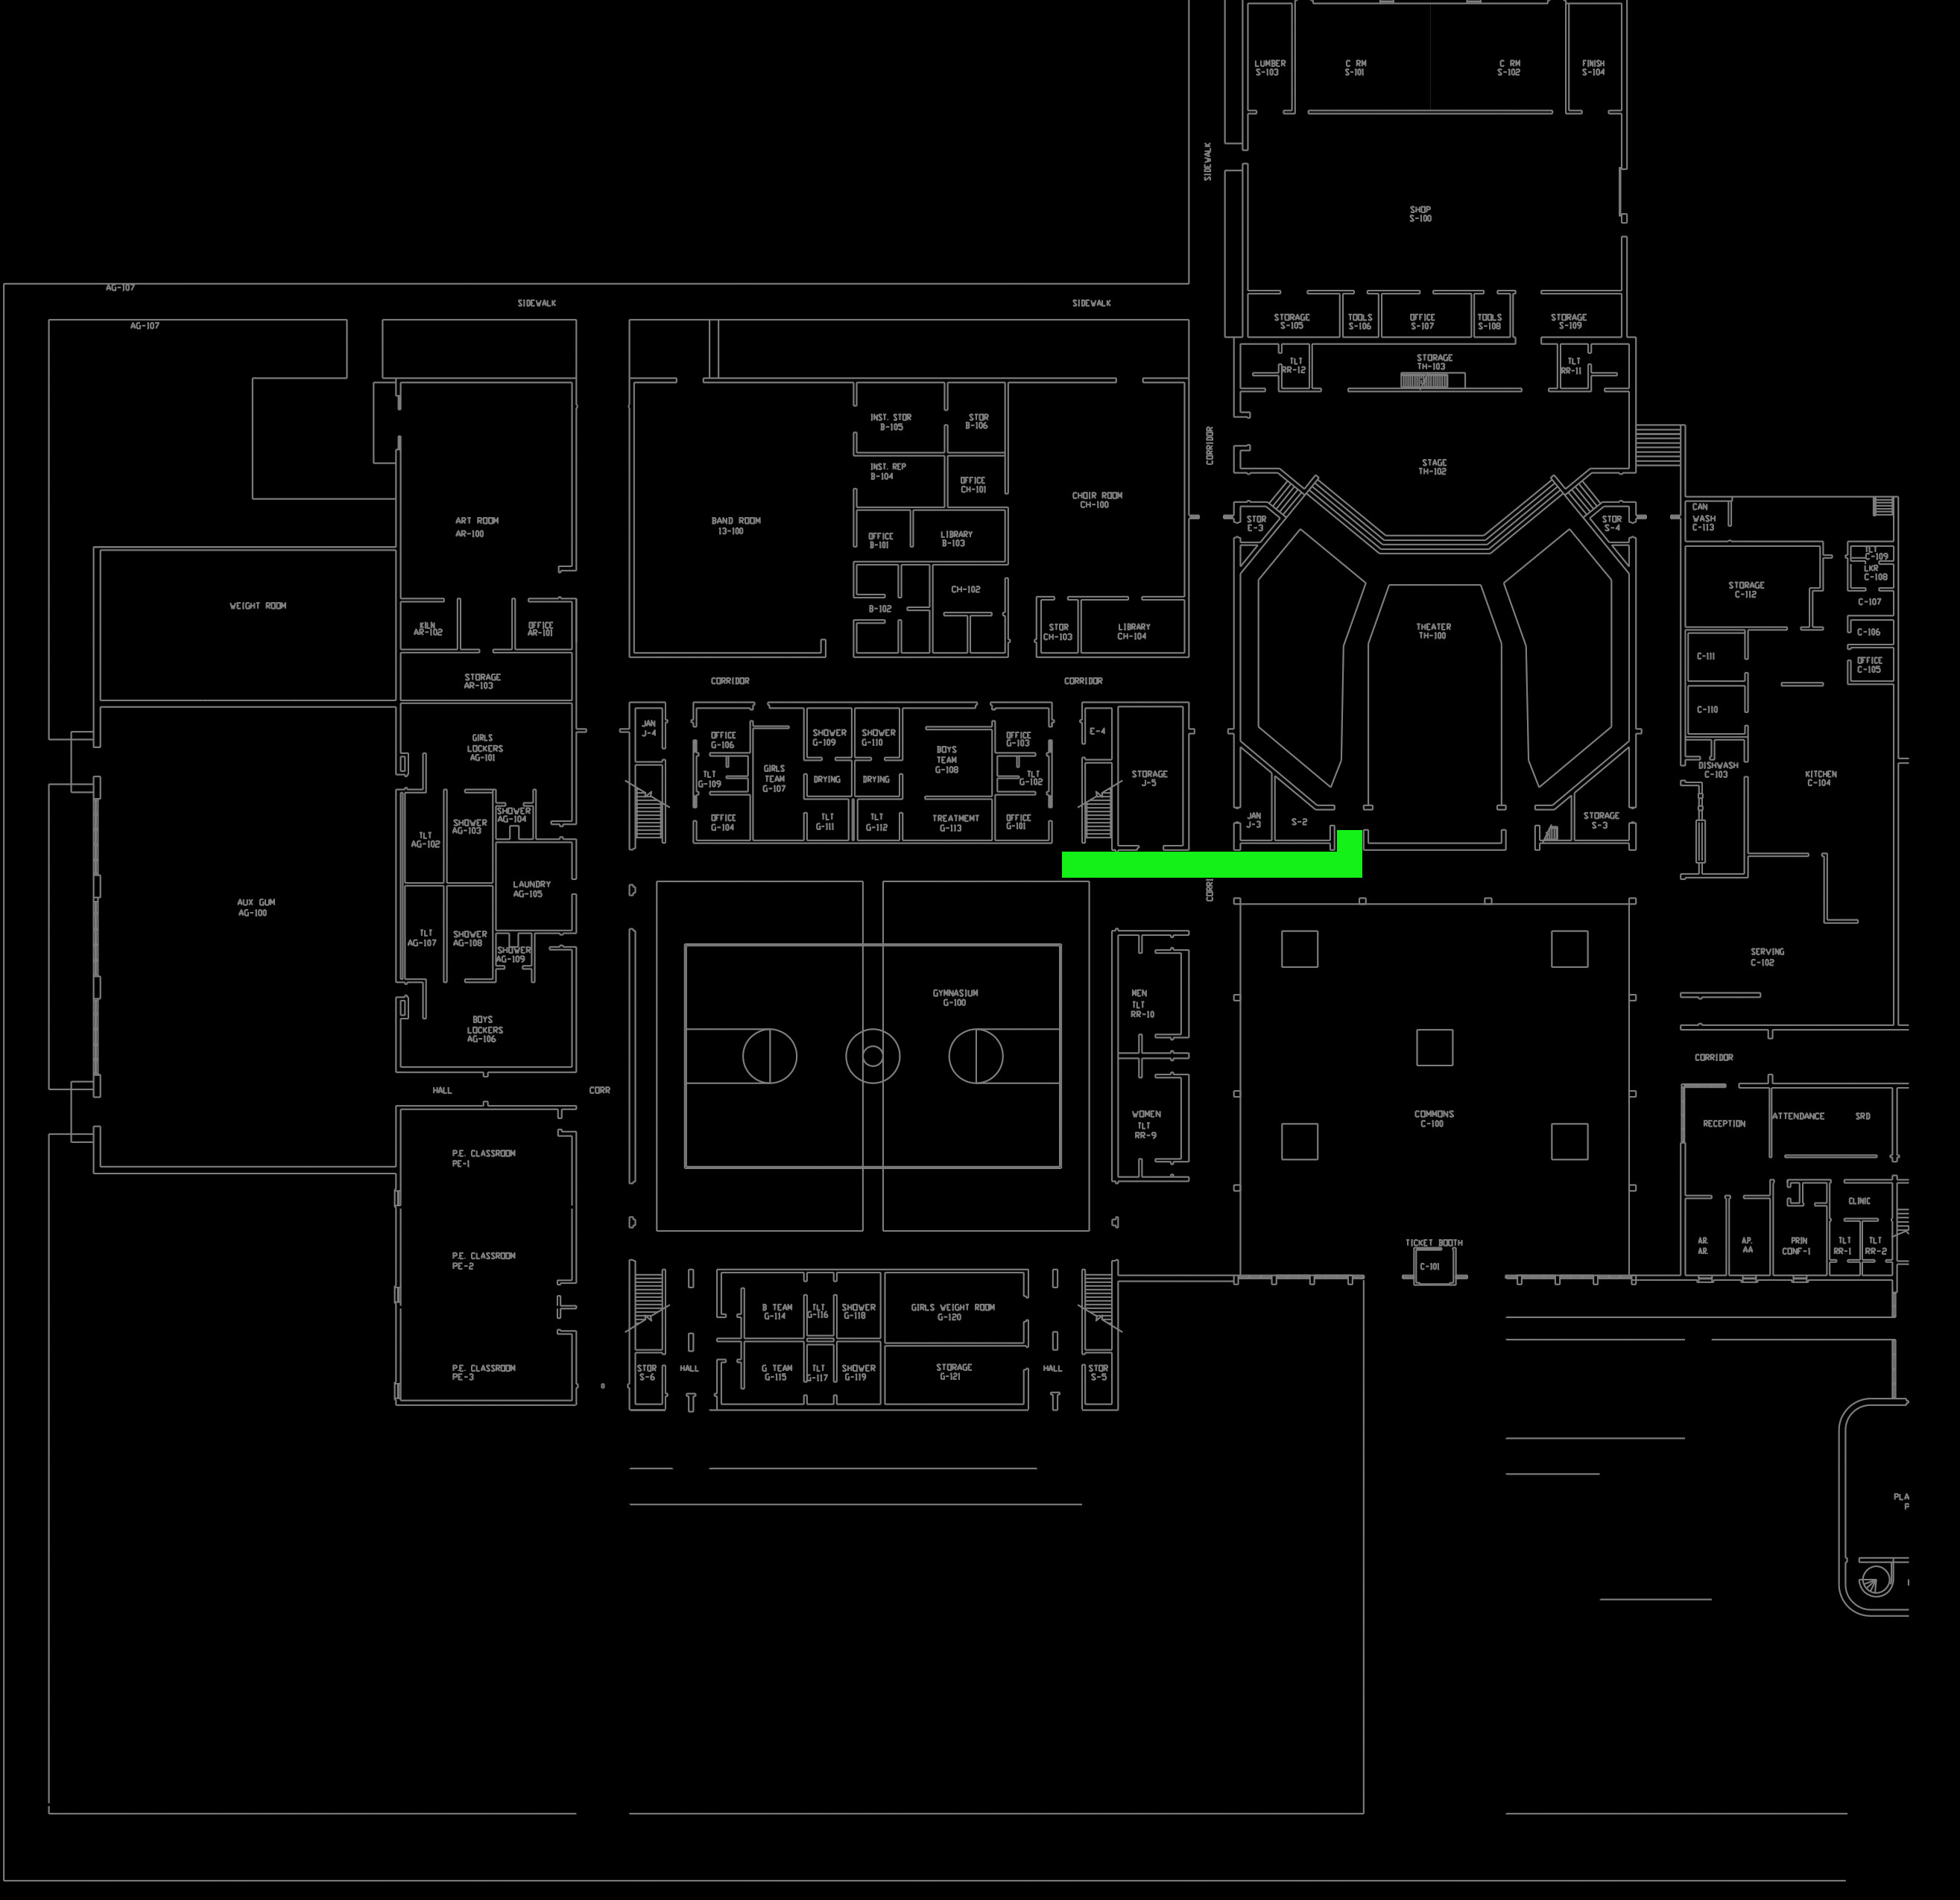 LUMBER
S-103
C RM
S-101
C RM
S-102
FINISH
S-104
SIDEWALK
SHOP
S-100
AG-107
SIDEWALK
SIDEWALK
AG-107
STORAGE
S-105
TOOLS
S-106
OFFICE
S-107
TOOLS
S-108
STORAGE
S-109
TLT
RR-12
STORAGE
TH-103
TLT
RR-11
INST. STOR
B-105
STOR
B-106
CORRIDOR
INST. REP
B-104
OFFICE
CH-101
CHOIR ROOM
CH-100
STAGE
TH-102
ART ROOM
AR-100
BAND ROOM
13-100
OFFICE
B-101
LIBRARY
B-103
STOR
E-3
STOR
S-4
CAN
WASH
C-113
TLT
C-109
LKR
C-108
STORAGE
C-112
C-107
CH-102
B-102
WEIGHT ROOM
KILN
AR-102
OFFICE
AR-101
STOR
CH-103
LIBRARY
CH-104
THEATER
TH-100
C-106
C-111
OFFICE
C-105
STORAGE
AR-103
CORRIDOR
CORRIDOR
C-110
GIRLS
LOCKERS
AG-101
JAN
J-4
OFFICE
G-106
SHOWER
G-109
SHOWER
G-110
BOYS
TEAM
G-108
OFFICE
G-103
E-4
TLT
G-109
GIRLS
TEAM
G-107
DRYING
DRYING
TLT
G-102
STORAGE
J-5
DISHWASH
C-103
KITCHEN
C-104
SHOWER
AG-104
SHOWER
AG-103
TLT
AG-102
OFFICE
G-104
TLT
G-111
TLT
G-112
TREATMEMT
G-113
OFFICE
G-101
JAN
J-3
S-2
STORAGE
S-3
LAUNDRY
AG-105
CORRI
AUX GUM
AG-100
TLT
AG-107
SHOWER
AG-108
SHOWER
AG-109
GYMNASIUM
G-100
MEN
TLT
RR-10
SERVING
C-102
BOYS
LOCKERS
AG-106
CORRIDOR
HALL
CORR
WOMEN
TLT
RR-9
COMMONS
C-100
RECEPTION
ATTENDANCE
SRD
P.E. CLASSROOM
PE-1
CLINIC
P.E. CLASSROOM
PE-2
TICKET BOOTH
C-101
AR.
AR.
AP.
AA
PRIN
CONF-1
TLT
RR-1
TLT
RR-2
B TEAM
G-114
TLT
G-116
SHOWER
G-118
GIRLS WEIGHT ROOM
G-120
P.E. CLASSROOM
PE-3
STOR
S-6
HALL
G TEAM
G-115
TLT
G-117
SHOWER
G-119
STORAGE
G-121
HALL
STOR
S-5
PLA
P